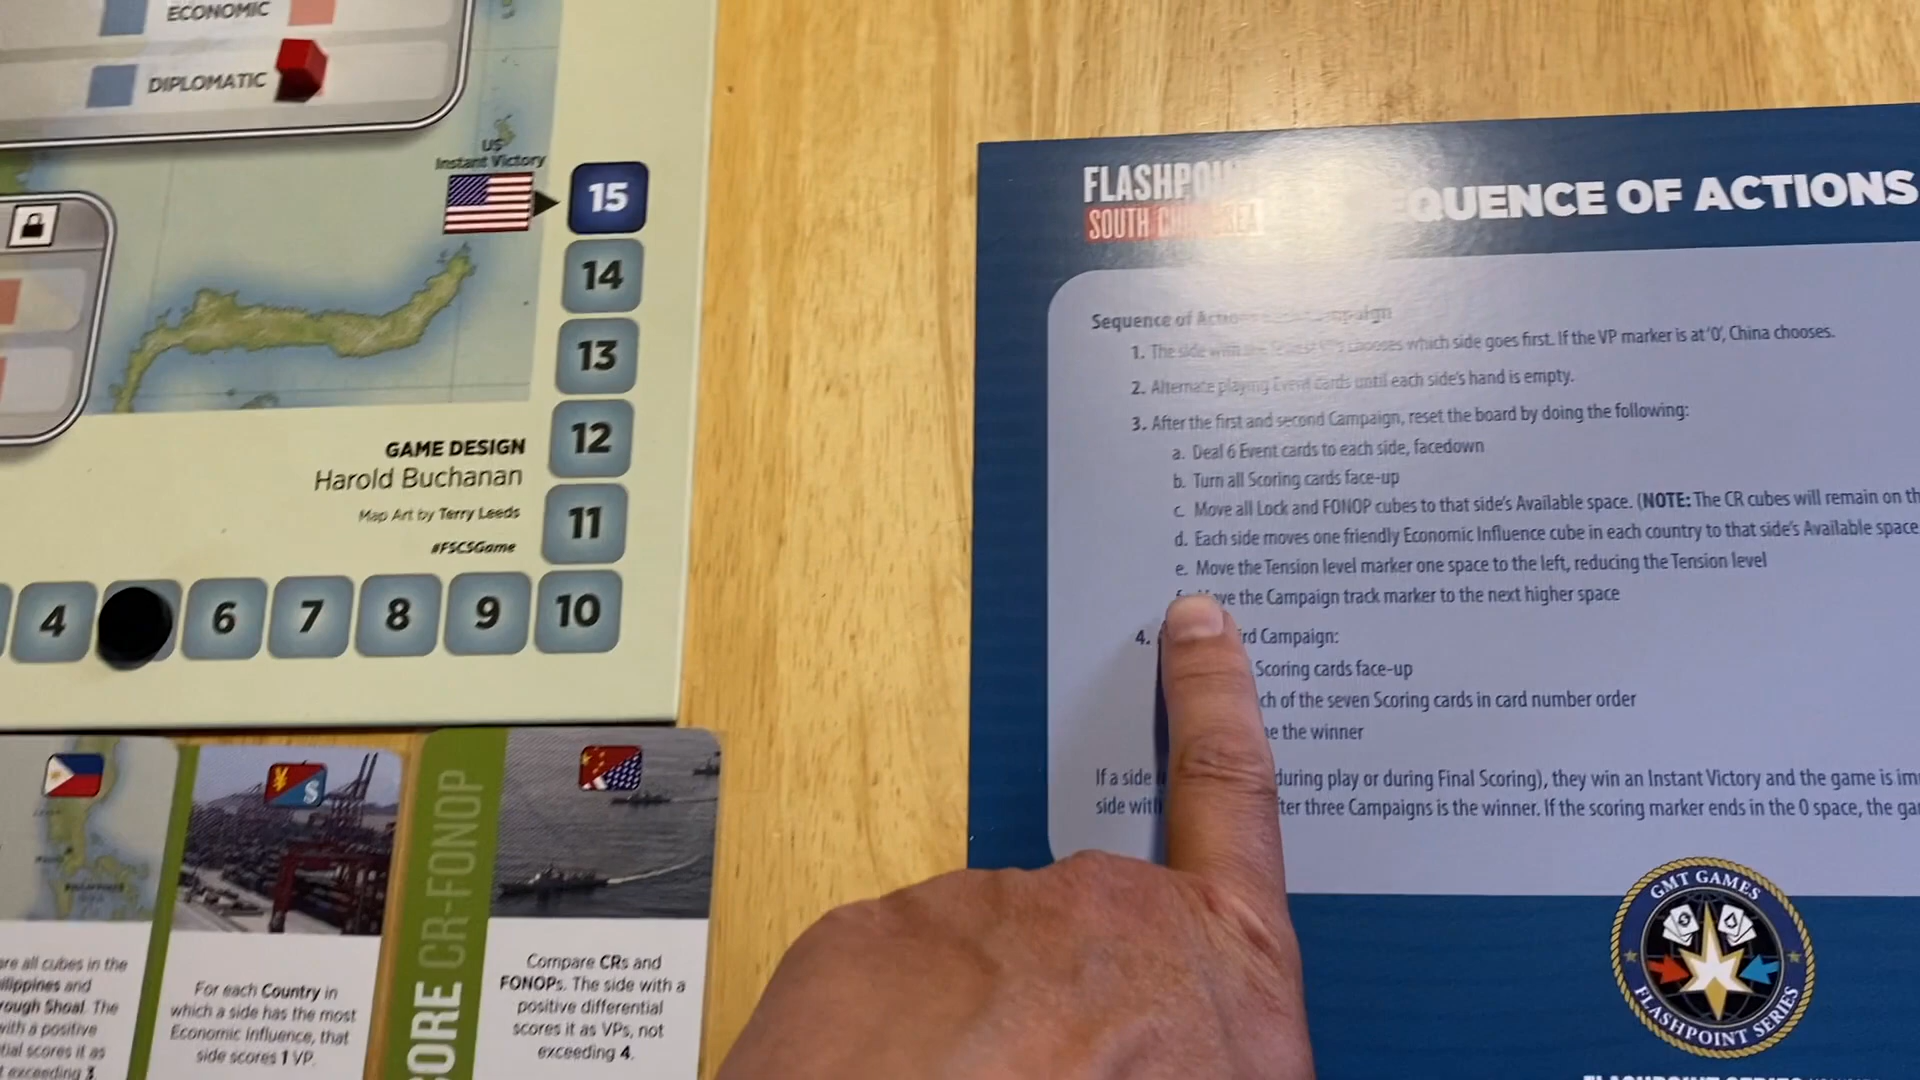 ECONOMIC
DIPLOMATIC
US
Instant Victory
15
14
13
12
11
10
9
8
7
6
4
GAME DESIGN
Harold Buchanan
Map Art by Terry Leeds
#FSCSGame
FLASHPOI
SOUTH CHINA SEA
SEQUENCE OF ACTIONS
Sequence of Actions
1. The side with the which side goes first. If the VP marker is at '0', China chooses.
2. Alternate playing Event cards until each side's hand is empty.
3. After the first and second Campaign, reset the board by doing the following:
a. Deal 6 Event cards to each side, facedown
b. Turn all Scoring cards face-up
c. Move all Lock and FONOP cubes to that side's Available space. (NOTE: The CR cubes will remain on th
d. Each side moves one friendly Economic Influence cube in each country to that side's Available space
e. Move the Tension level marker one space to the left, reducing the Tension level
ve the Campaign track marker to the next higher space
4. rd Campaign:
Scoring cards face-up
ch of the seven Scoring cards in card number order
e the winner
If a side during play or during Final Scoring), they win an Instant Victory and the game is im
side with ter three Campaigns is the winner. If the scoring marker ends in the 0 space, the ga
GMT GAMES
FLASHPOINT SERIES
are all cubes in the
ilippines and
rough Shoal. The
with a positive
tial scores it as
exceeding 3.
For each Country in
which a side has the most
Economic Influence, that
side scores 1 VP.
CORE CR-FONOP
Compare CRs and
FONOPs. The side with a
positive differential
scores it as VPs, not
exceeding 4.